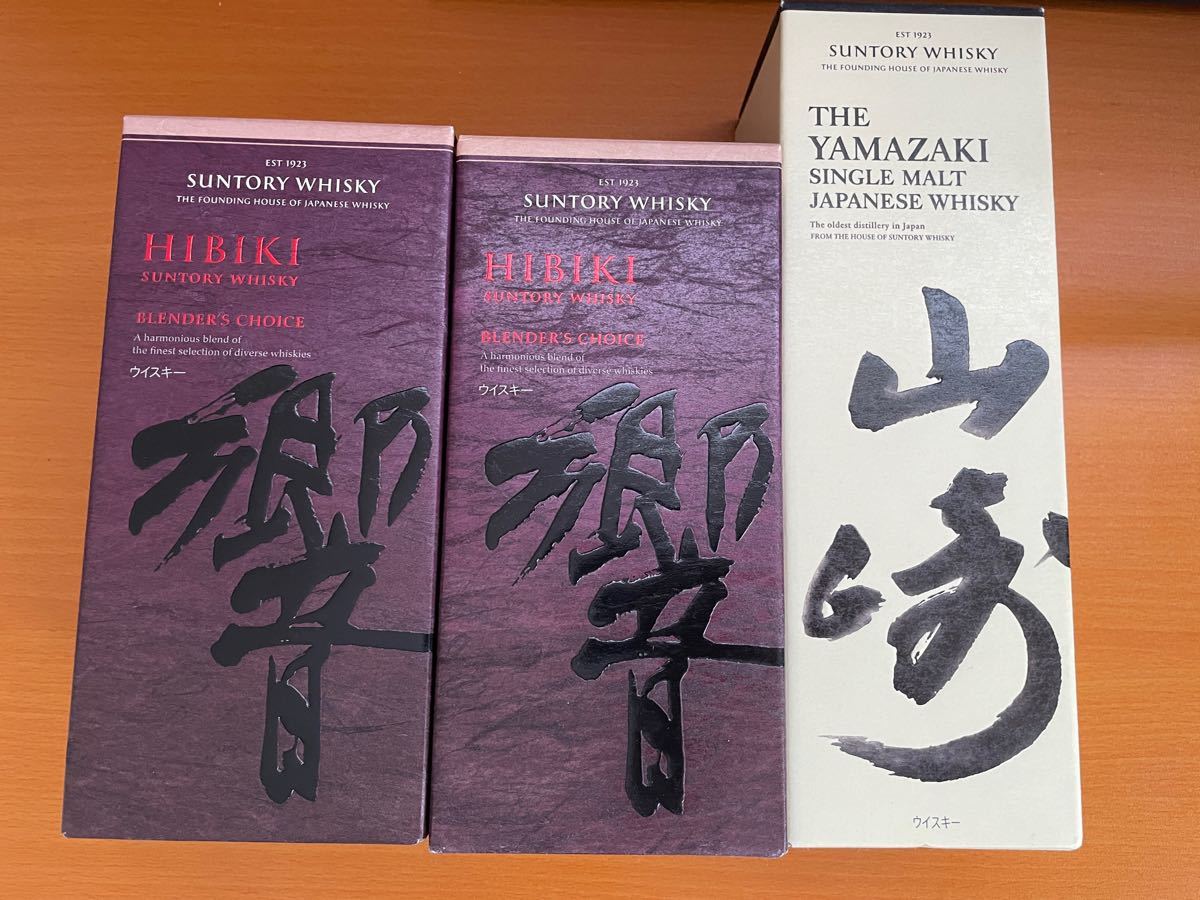 EST 1923
SUNTORY WHISKY
THE FOUNDING HOUSE OF JAPANESE WHISKY
HIBIKI
SUNTORY WHISKY
BLENDER'S CHOICE
A harmonious blend of
the finest selection of diverse whiskies
ウイスキー
響
EST 1923
SUNTORY WHISKY
THE FOUNDING HOUSE OF JAPANESE WHISKY
HIBIKI
SUNTORY WHISKY
BLENDER'S CHOICE
A harmonious blend of
the finest selection of diverse whiskies
ウイスキー
響
EST 1923
SUNTORY WHISKY
THE FOUNDING HOUSE OF JAPANESE WHISKY
THE
YAMAZAKI
SINGLE MALT
JAPANESE WHISKY
The oldest distillery in Japan
FROM THE HOUSE OF SUNTORY WHISKY
山
崎
ウイスキー